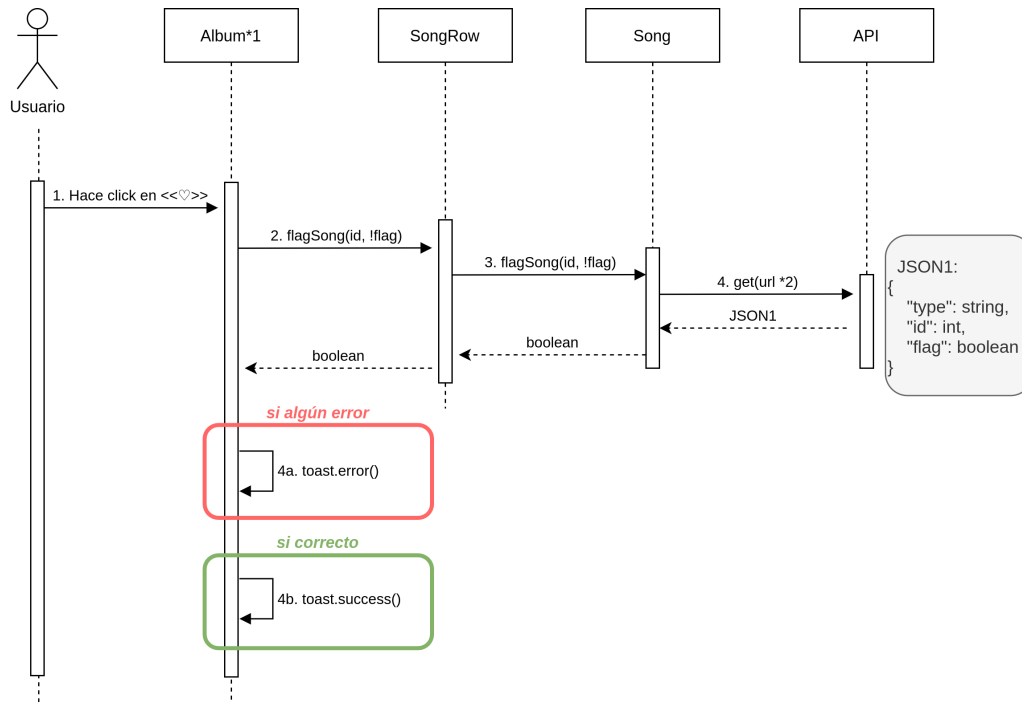 Album*1
SongRow
Song
API
Usuario
1. Hace click en <<♡>>
2. flagSong(id, !flag)
3. flagSong(id, !flag)
4. get(url *2)
JSON1
boolean
boolean
JSON1:
{
"type": string,
"id": int,
"flag": boolean
}
si algún error
4a. toast.error()
si correcto
4b. toast.success()